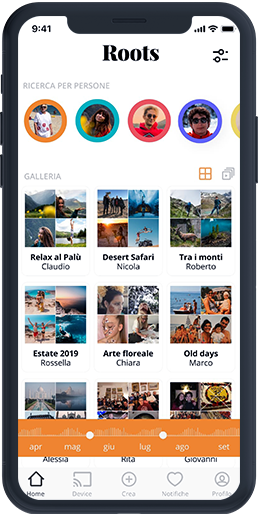 9:41
Roots
RICERCA PER PERSONE
GALLERIA
Relax al Palù Desert Safari Tra i monti
Claudio Nicola Roberto
Estate 2019 Arte floreale Old days
Rossella Chiara Marco
apr mag giu lug ago set
Alessia Rita Giovanni
Home Device Crea Notifiche Profilo